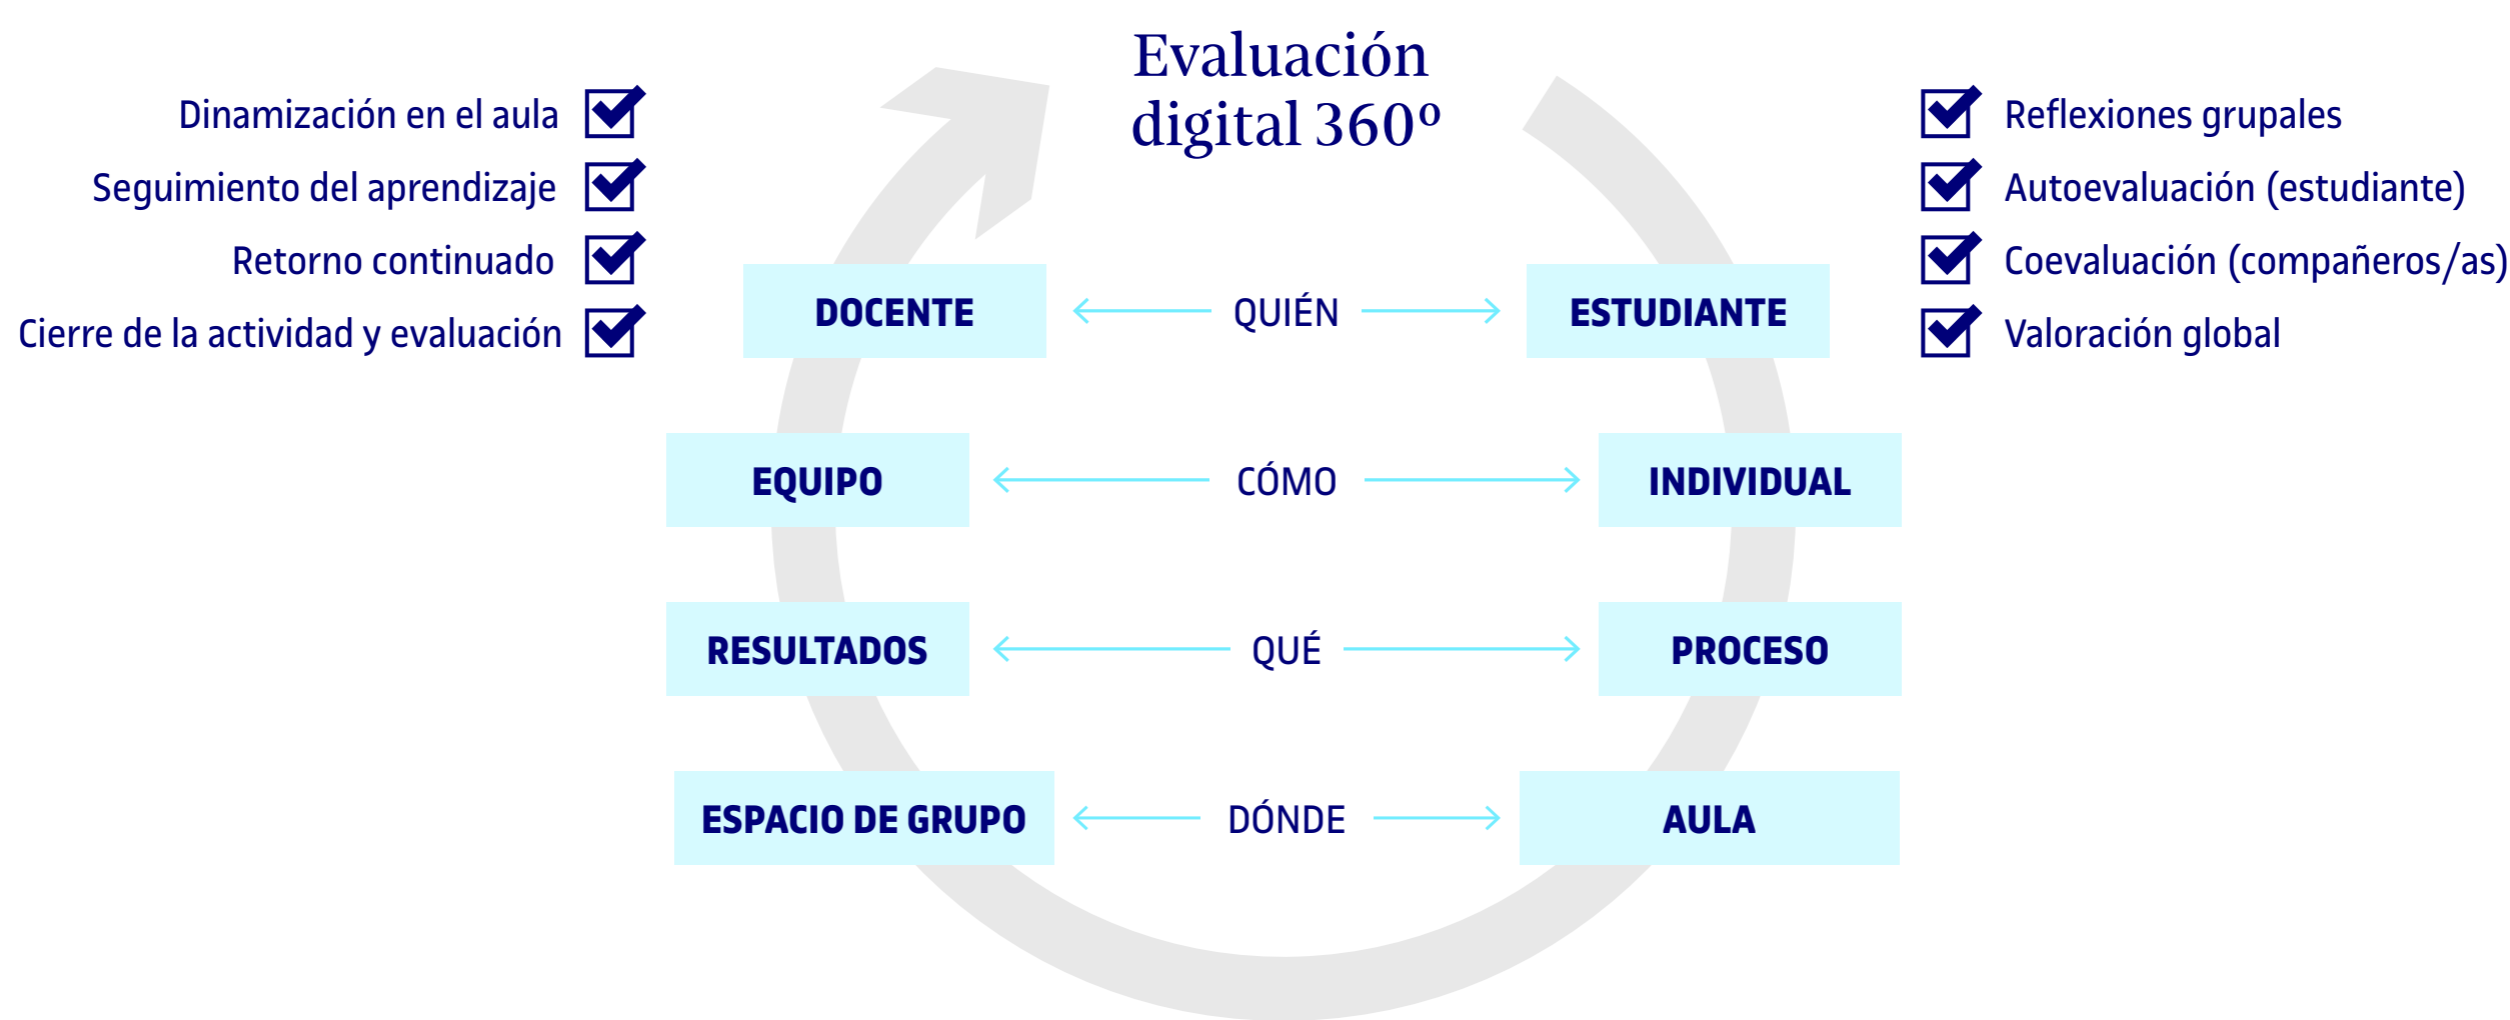 Evaluación
digital 360º
Dinamización en el aula
Seguimiento del aprendizaje
Retorno continuado
Cierre de la actividad y evaluación
Reflexiones grupales
Autoevaluación (estudiante)
Coevaluación (compañeros/as)
Valoración global
DOCENTE QUIÉN ESTUDIANTE
EQUIPO CÓMO INDIVIDUAL
RESULTADOS QUÉ PROCESO
ESPACIO DE GRUPO DÓNDE AULA